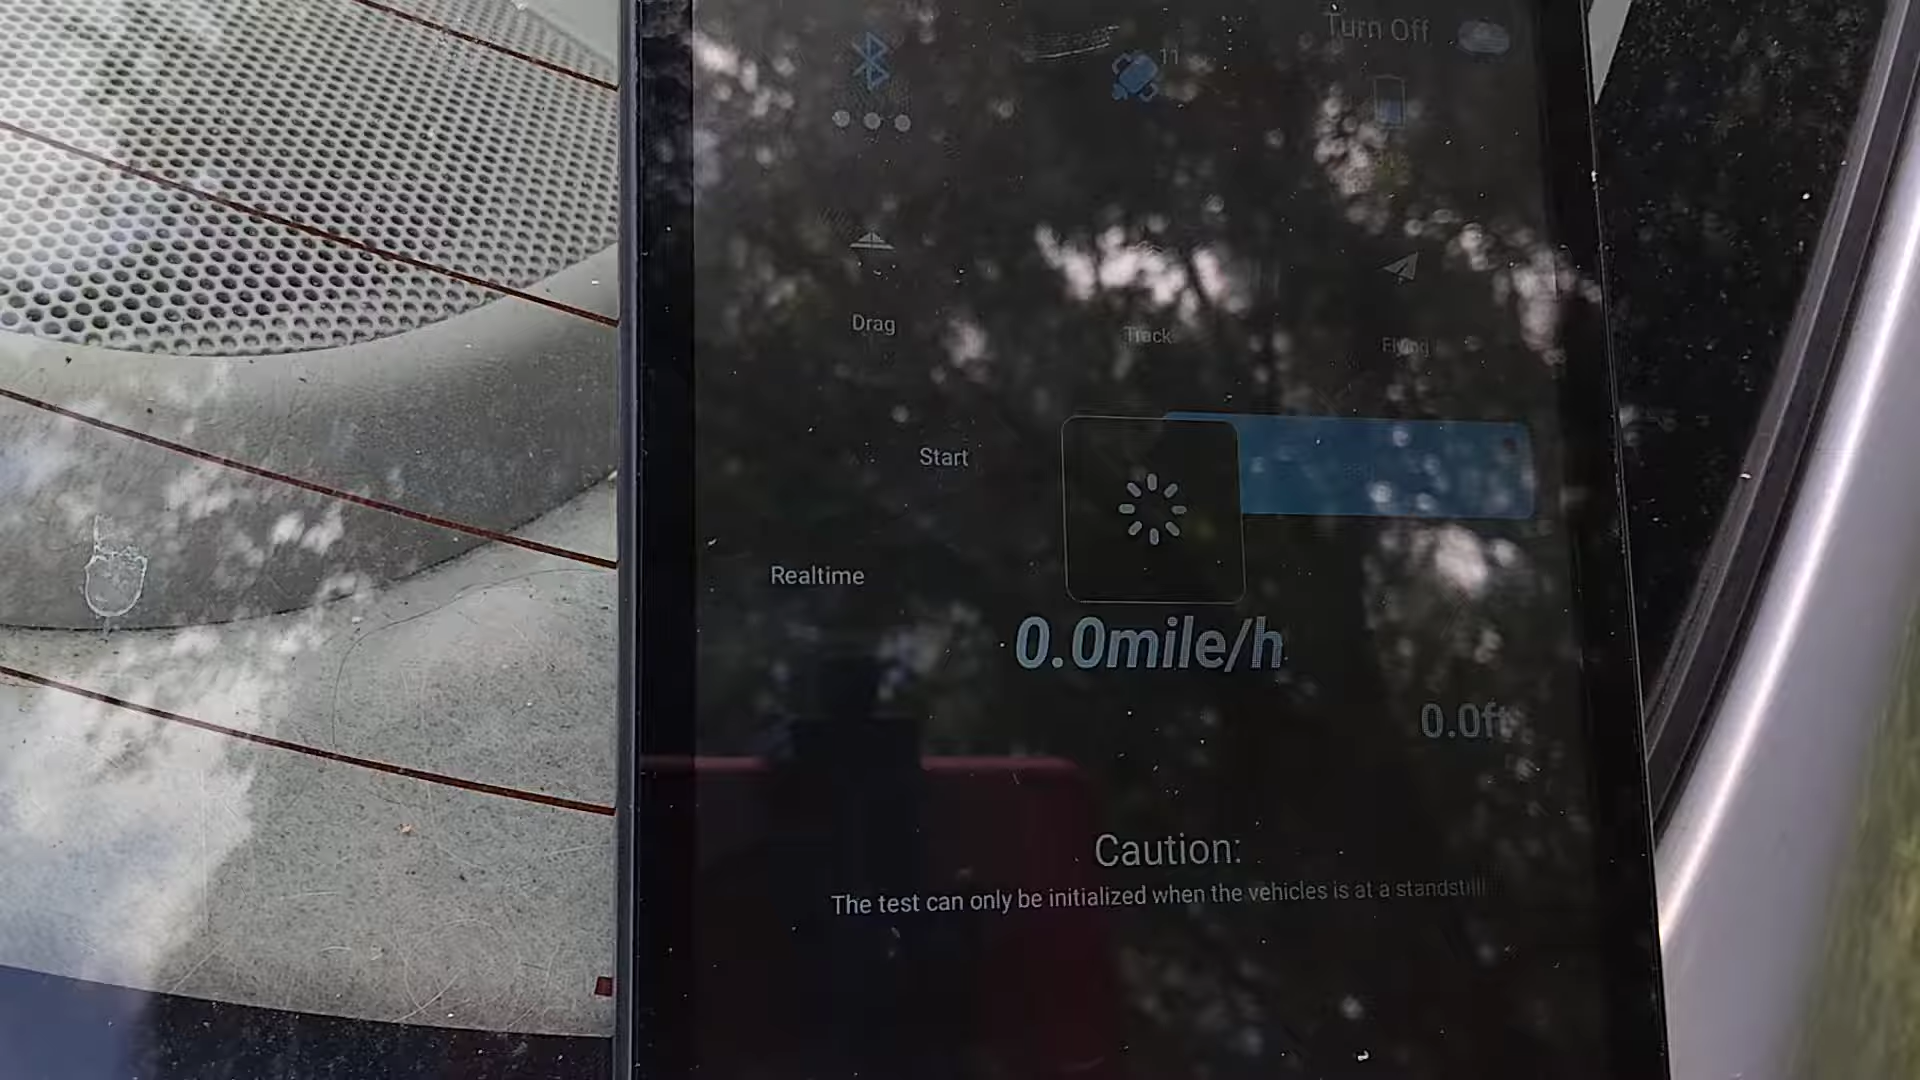 Turn Off
11
Drag
Track
Flying
Start
Realtime
0.0mile/h
0.0ft
Caution:
The test can only be initialized when the vehicles is at a standstill!